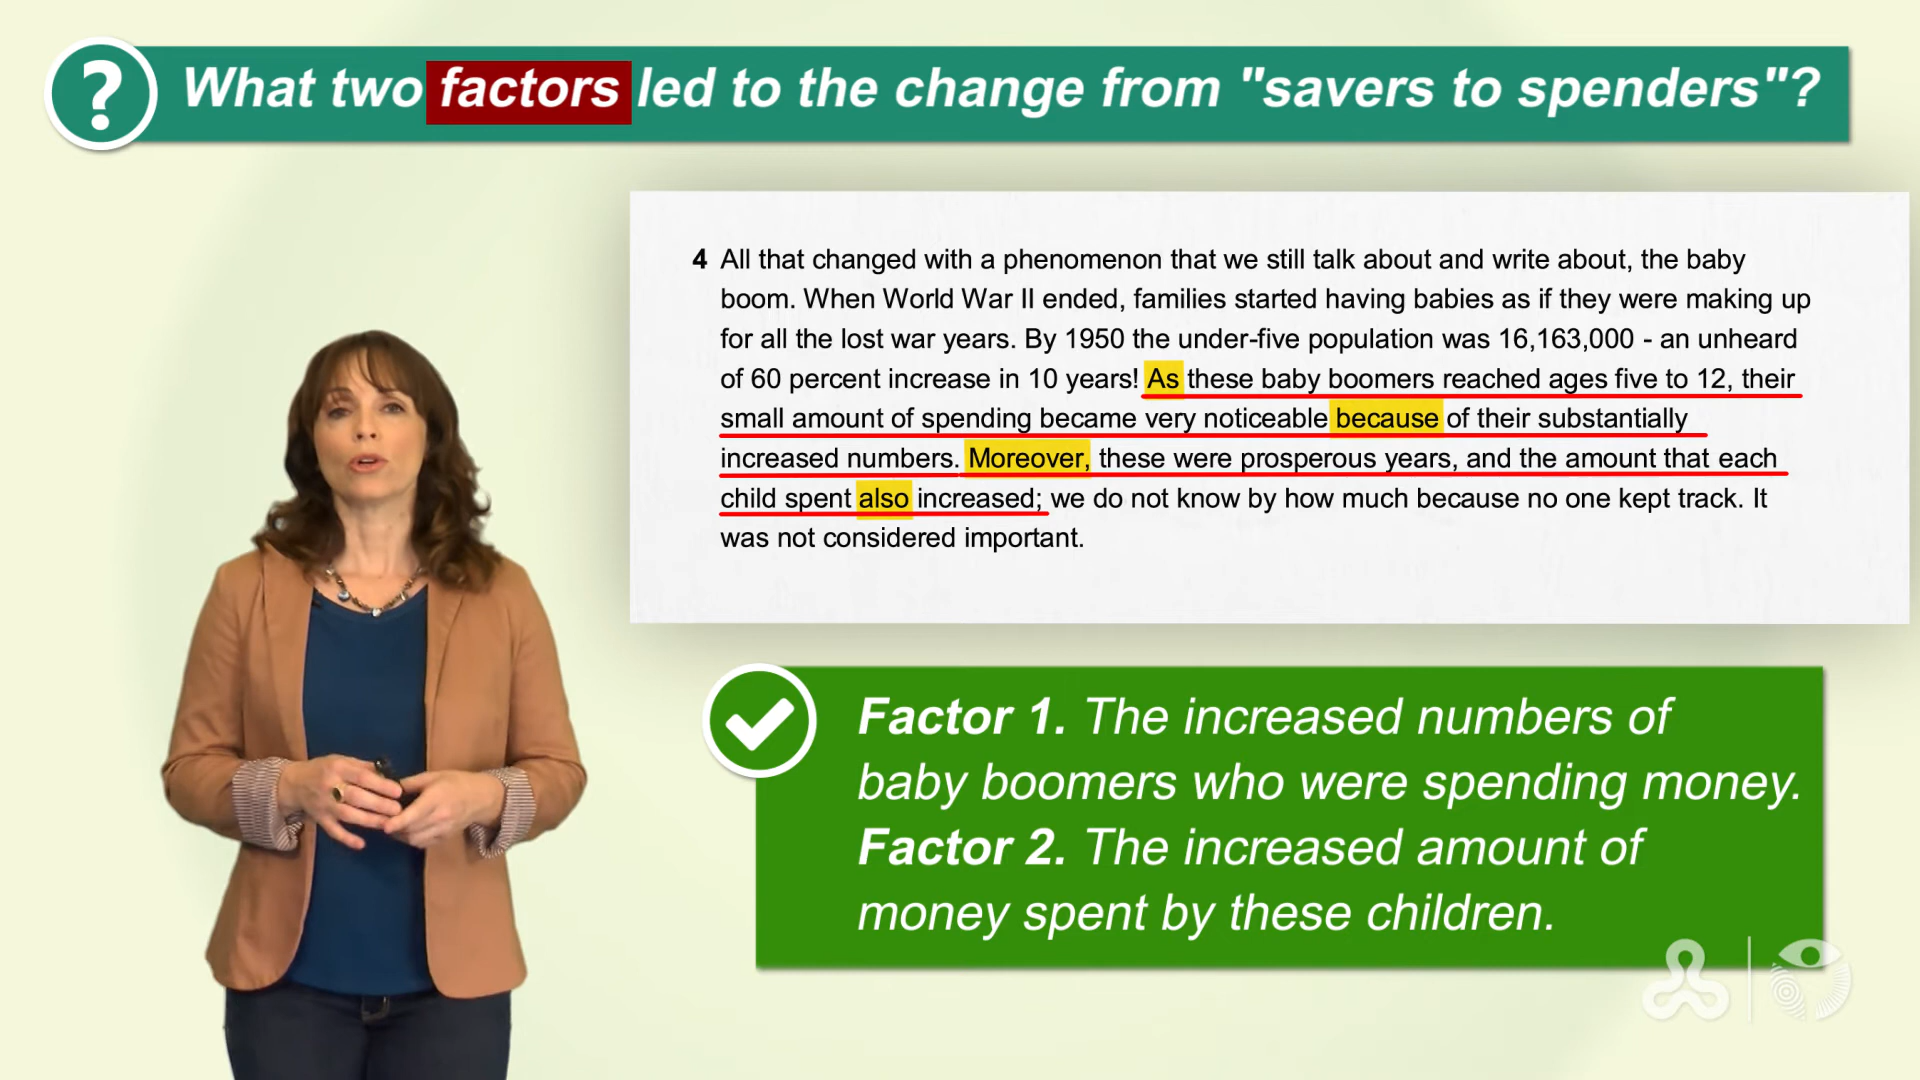 ?
What two factors led to the change from "savers to spenders"?
4 All that changed with a phenomenon that we still talk about and write about, the baby
boom. When World War II ended, families started having babies as if they were making up
for all the lost war years. By 1950 the under-five population was 16,163,000 - an unheard
of 60 percent increase in 10 years! As these baby boomers reached ages five to 12, their
small amount of spending became very noticeable because of their substantially
increased numbers. Moreover, these were prosperous years, and the amount that each
child spent also increased; we do not know by how much because no one kept track. It
was not considered important.
Factor 1. The increased numbers of
baby boomers who were spending money.
Factor 2. The increased amount of
money spent by these children.